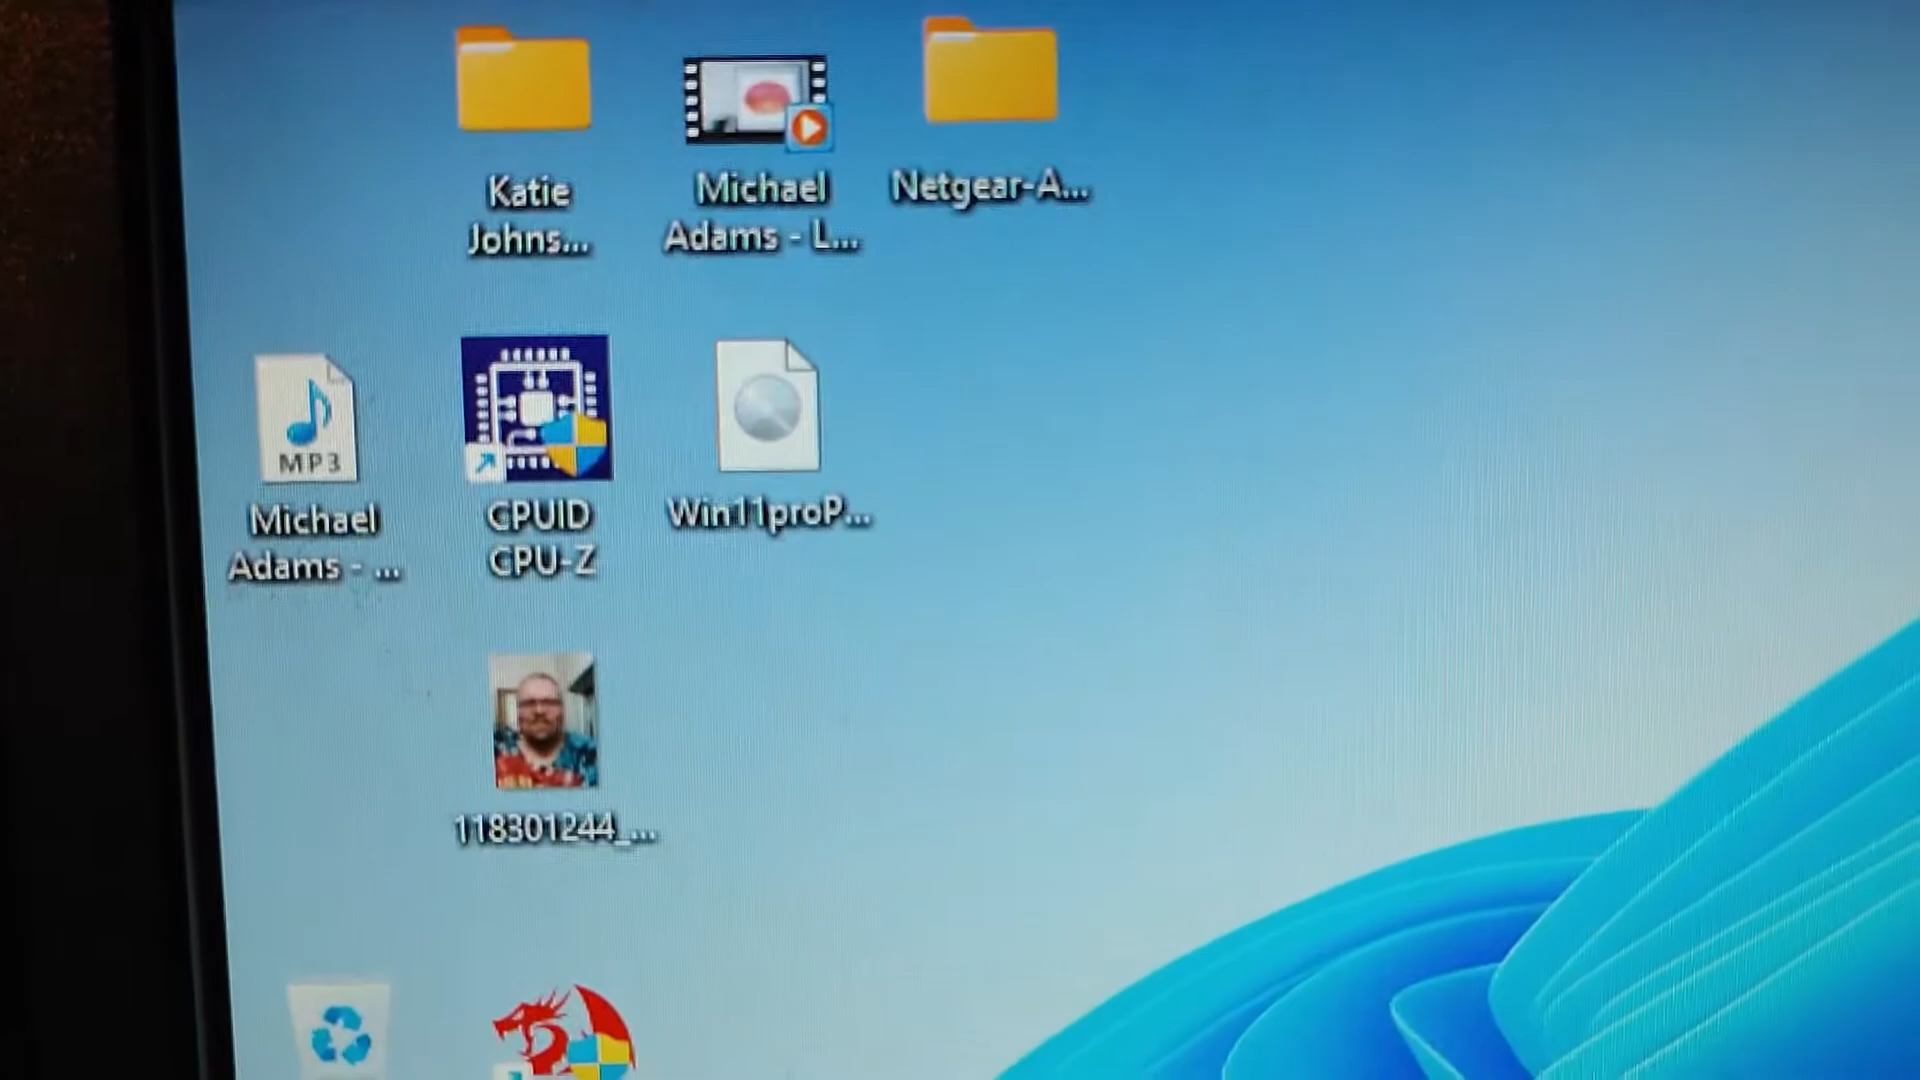 Katie
Johns...
Michael
Adams - L...
Netgear-A...
MP3
Michael
Adams - ...
CPUID
CPU-Z
Win11proP...
118301244_...